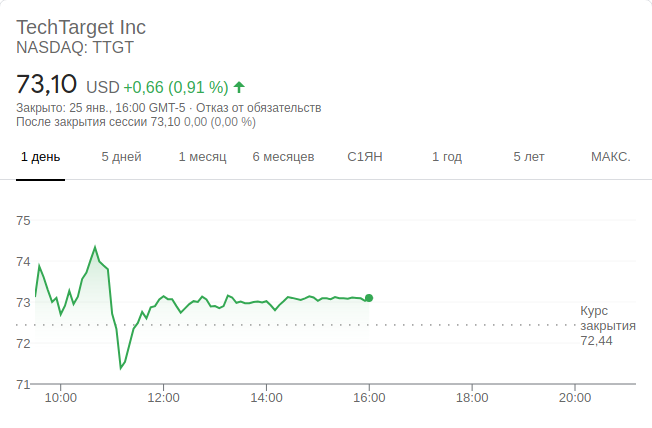 TechTarget Inc
NASDAQ: TTGT
73,10 USD +0,66 (0,91 %)
Закрыто: 25 янв., 16:00 GMT-5 · Отказ от обязательств
После закрытия сессии 73,10 0,00 (0,00 %)
1 день 5 дней 1 месяц 6 месяцев С1ЯН 1 год 5 лет МАКС.
75
74
73
Курс
закрытия
72,44
72
71
10:00 12:00 14:00 16:00 18:00 20:00